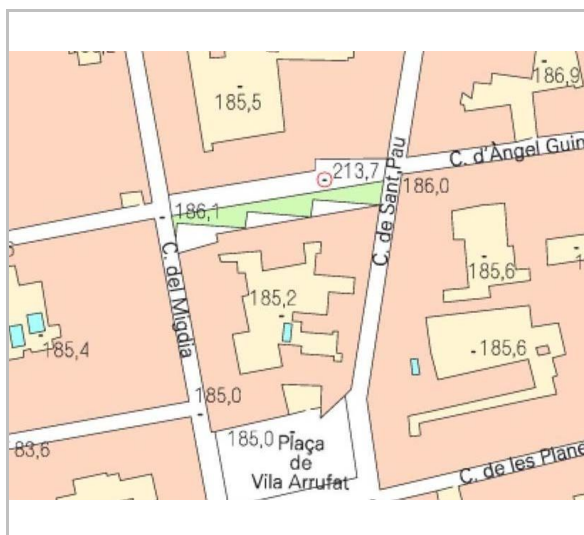 185,5
186,9
213,7
C. d'Àngel Guim
186,0
186,1
C. de Sant Pau
C. del Migdia
185,6
185,2
185,4
185,6
185,0
185,0
Plaça
de
Vila Arrufat
83,6
C. de les Plane